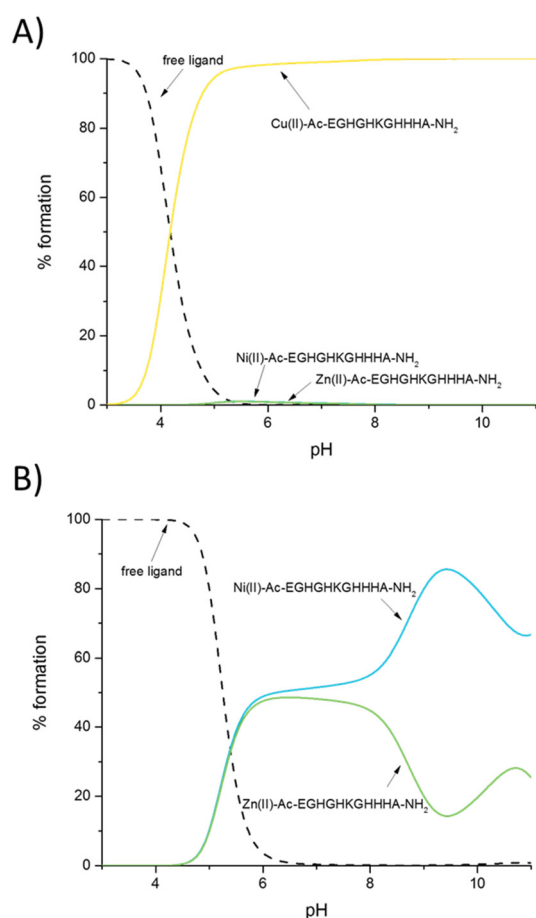 A)
100
80
60
40
20
0
% formation
free ligand
Cu(II)-Ac-EGHGHKGHHHA-NH₂
Ni(II)-Ac-EGHGHKGHHHA-NH₂
Zn(II)-Ac-EGHGHKGHHHA-NH₂
4 6 8 10
pH
B)
100
80
60
40
20
0
% formation
free ligand
Ni(II)-Ac-EGHGHKGHHHA-NH₂
Zn(II)-Ac-EGHGHKGHHHA-NH₂
4 6 8 10
pH